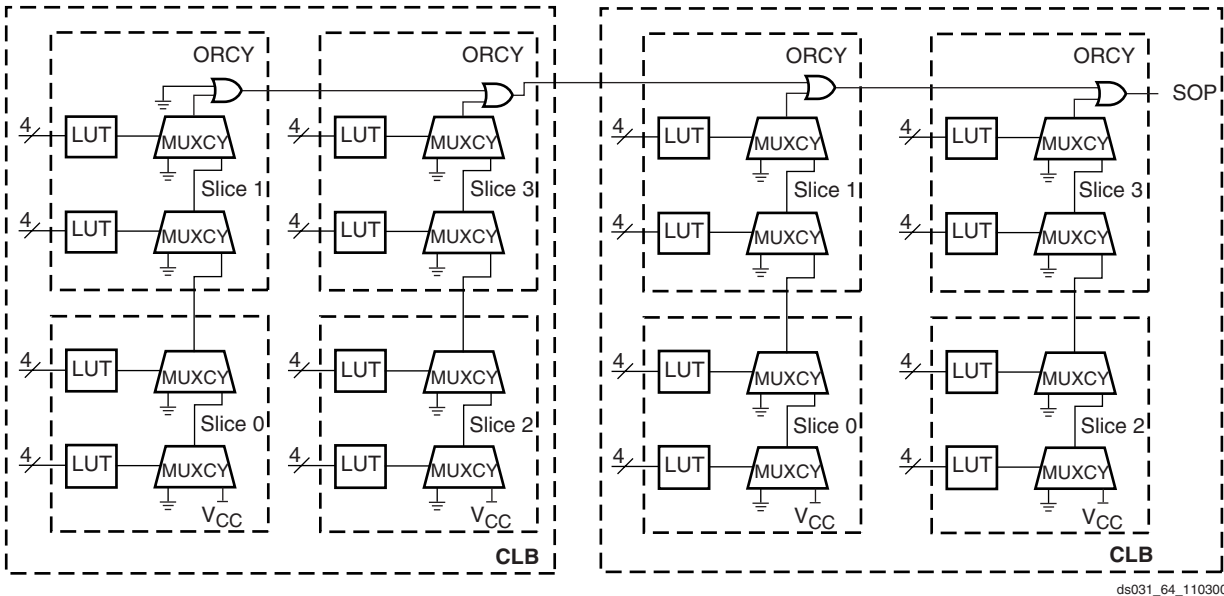 ORCY ORCY ORCY ORCY
SOP
4 LUT MUXCY 4 LUT MUXCY 4 LUT MUXCY 4 LUT MUXCY
Slice 1 Slice 3 Slice 1 Slice 3
4 LUT MUXCY 4 LUT MUXCY 4 LUT MUXCY 4 LUT MUXCY
4 LUT MUXCY 4 LUT MUXCY 4 LUT MUXCY 4 LUT MUXCY
Slice 0 Slice 2 Slice 0 Slice 2
4 LUT MUXCY 4 LUT MUXCY 4 LUT MUXCY 4 LUT MUXCY
VCC VCC VCC VCC
CLB CLB
ds031_64_110300